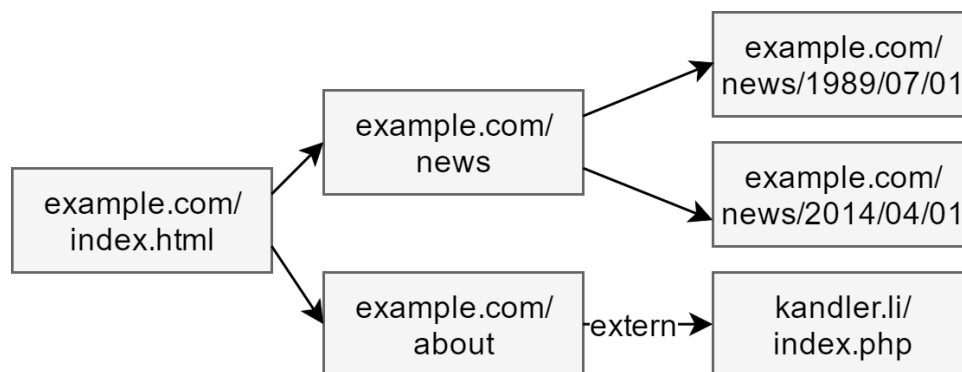 example.com/
index.html
example.com/
news
example.com/
about
extern
example.com/
news/1989/07/01
example.com/
news/2014/04/01
kandler.li/
index.php